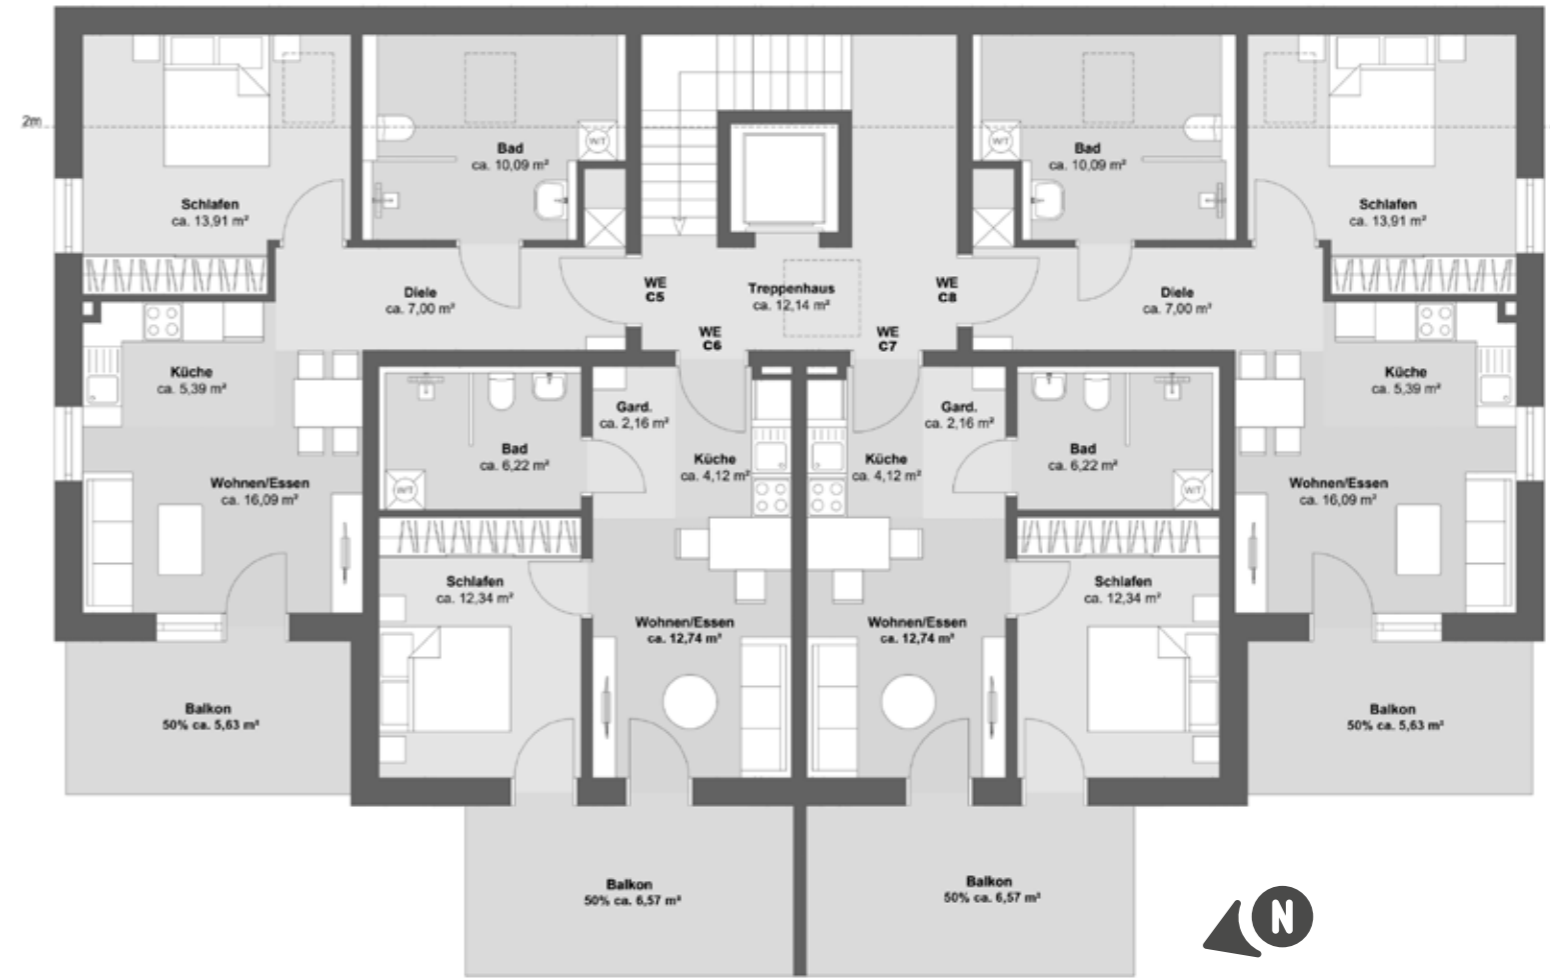 2m
Schlafen
ca. 13,91 m²
Bad
ca. 10,09 m²
W/T
W/T
Bad
ca. 10,09 m²
Schlafen
ca. 13,91 m²
Diele
ca. 7,00 m²
WE
C5
WE
C6
Treppenhaus
ca. 12,14 m²
WE
C7
WE
C8
Diele
ca. 7,00 m²
Küche
ca. 5,39 m²
Wohnen/Essen
ca. 16,09 m²
Bad
ca. 6,22 m²
W/T
Gard.
ca. 2,16 m²
Küche
ca. 4,12 m²
Küche
ca. 4,12 m²
Gard.
ca. 2,16 m²
Bad
ca. 6,22 m²
W/T
Küche
ca. 5,39 m²
Wohnen/Essen
ca. 16,09 m²
Schlafen
ca. 12,34 m²
Wohnen/Essen
ca. 12,74 m²
Wohnen/Essen
ca. 12,74 m²
Schlafen
ca. 12,34 m²
Balkon
50% ca. 5,63 m²
Balkon
50% ca. 5,63 m²
Balkon
50% ca. 6,57 m²
Balkon
50% ca. 6,57 m²
N